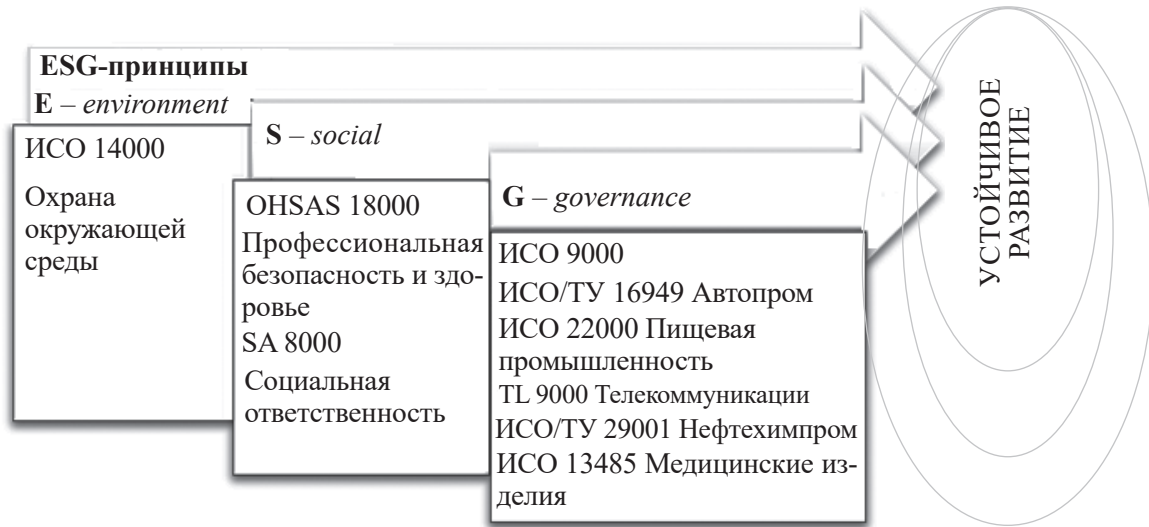 ESG-принципы
E – environment
ИСО 14000
Охрана
окружающей
среды
S – social
OHSAS 18000
Профессиональная
безопасность и здо-
ровье
SA 8000
Социальная
ответственность
G – governance
ИСО 9000
ИСО/ТУ 16949 Автопром
ИСО 22000 Пищевая
промышленность
TL 9000 Телекоммуникации
ИСО/ТУ 29001 Нефтехимпром
ИСО 13485 Медицинские из-
делия
УСТОЙЧИВОЕ
РАЗВИТИЕ